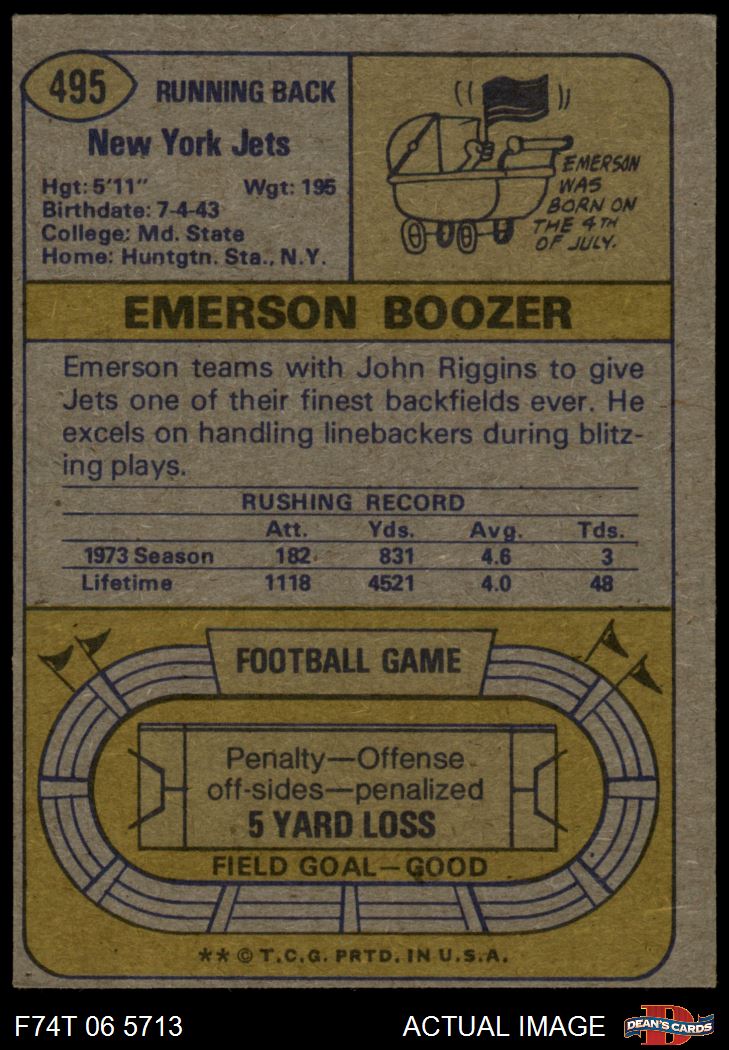 495
RUNNING BACK
New York Jets
Hgt: 5'11" Wgt: 195
Birthdate: 7-4-43
College: Md. State
Home: Huntgtn. Sta., N.Y.
EMERSON
WAS
BORN ON
THE 4TH
OF JULY.
EMERSON BOOZER
Emerson teams with John Riggins to give
Jets one of their finest backfields ever. He
excels on handling linebackers during blitz-
ing plays.
RUSHING RECORD
Att. Yds. Avg. Tds.
1973 Season 182 831 4.6 3
Lifetime 1118 4521 4.0 48
FOOTBALL GAME
Penalty—Offense
off-sides—penalized
5 YARD LOSS
FIELD GOAL—GOOD
** © T.C.G. PRTD. IN U.S.A.
F74T 06 5713 ACTUAL IMAGE
D
DEAN'S CARDS